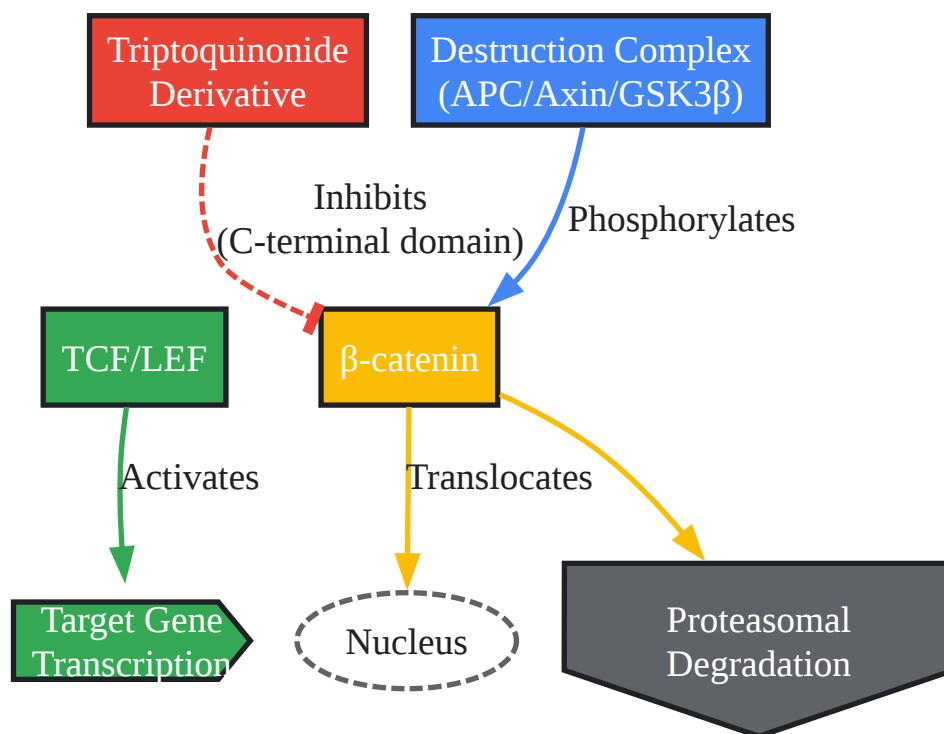 Triptoquinonide
Derivative
Destruction Complex
(APC/Axin/GSK3β)
Inhibits
(C-terminal domain)
Phosphorylates
TCF/LEF
β-catenin
Activates
Translocates
Target Gene
Transcription
Nucleus
Proteasomal
Degradation